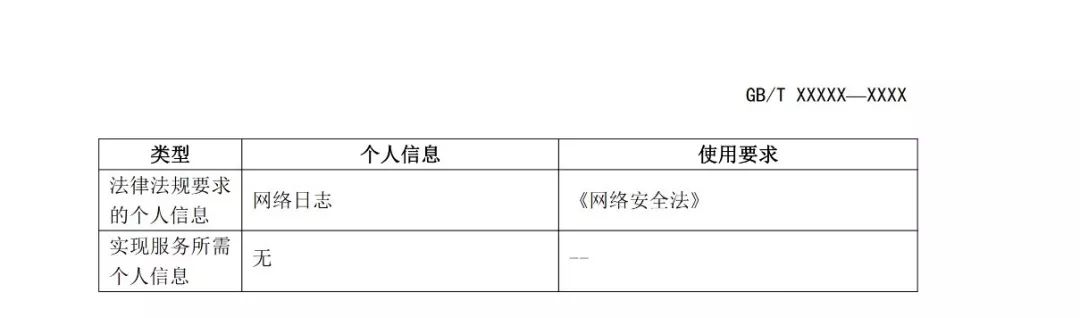 GB/T XXXXX—XXXX
类型 个人信息 使用要求
法律法规要求
的个人信息
网络日志
《网络安全法》
实现服务所需
个人信息
无
--